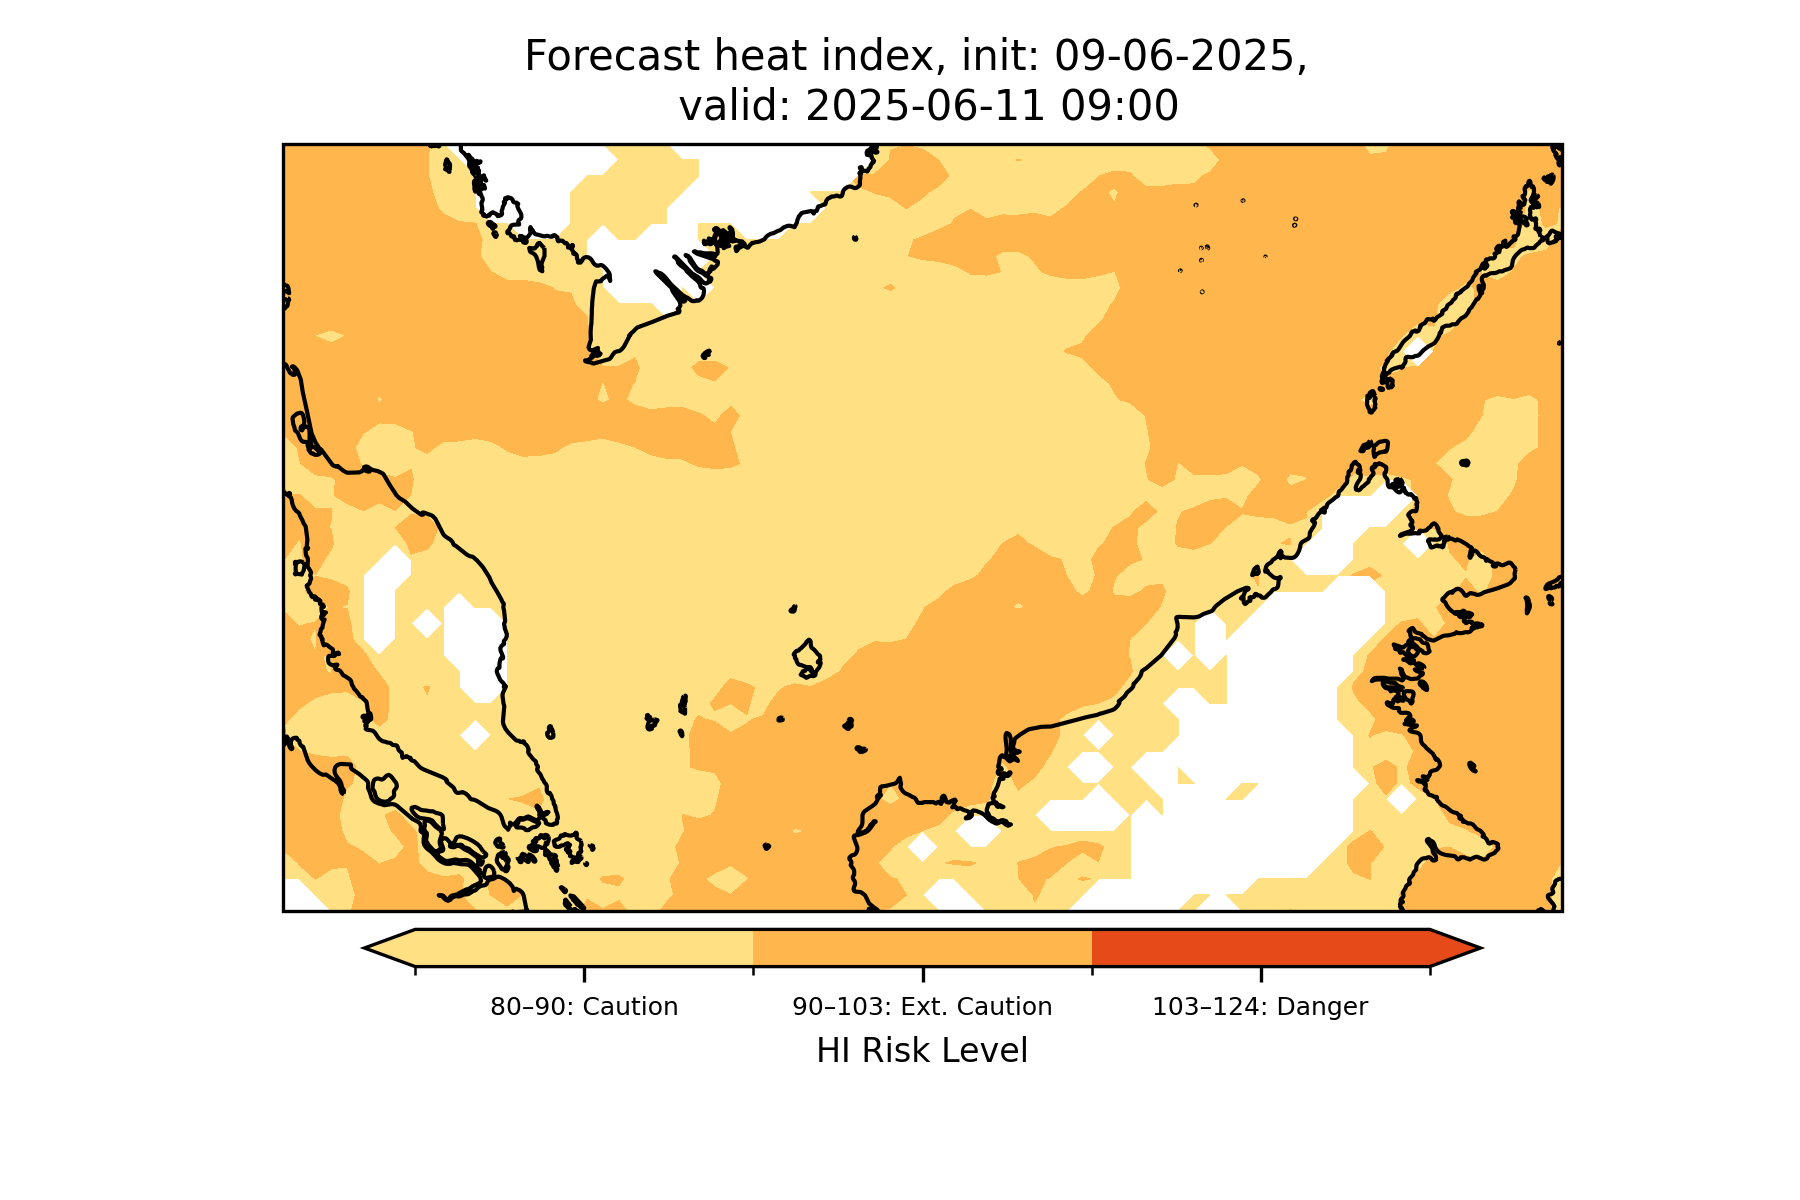 Forecast heat index, init: 09-06-2025,
valid: 2025-06-11 09:00
80–90: Caution
90–103: Ext. Caution
103–124: Danger
HI Risk Level